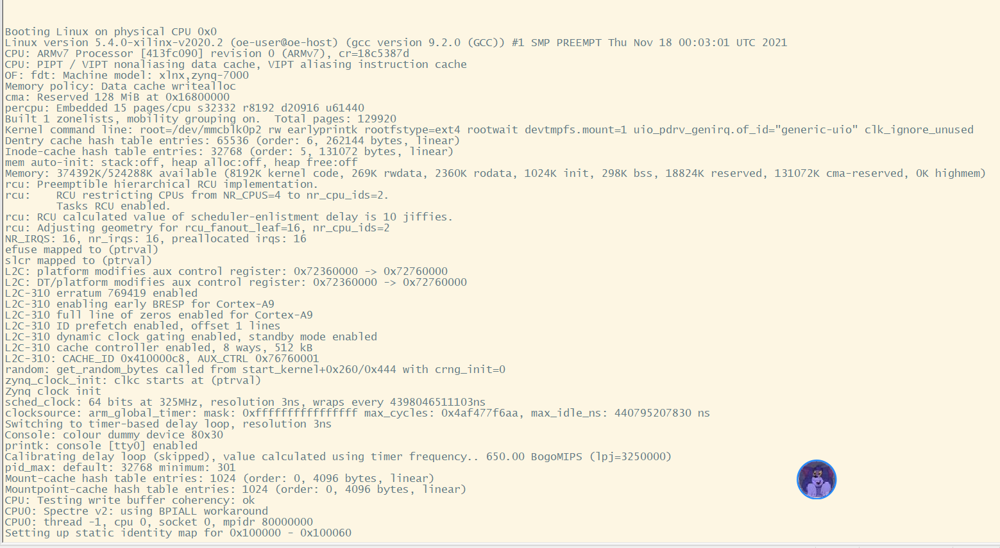 Booting Linux on physical CPU 0x0
Linux version 5.4.0-xilinx-v2020.2 (oe-user@oe-host) (gcc version 9.2.0 (GCC)) #1 SMP PREEMPT Thu Nov 18 00:03:01 UTC 2021
CPU: ARMv7 Processor [413fc090] revision 0 (ARMv7), cr=18c5387d
CPU: PIPT / VIPT nonaliasing data cache, VIPT aliasing instruction cache
OF: fdt: Machine model: xlnx,zynq-7000
Memory policy: Data cache writealloc
cma: Reserved 128 MiB at 0x16800000
percpu: Embedded 15 pages/cpu s32332 r8192 d20916 u61440
Built 1 zonelists, mobility grouping on.  Total pages: 129920
Kernel command line: root=/dev/mmcblk0p2 rw earlyprintk rootfstype=ext4 rootwait devtmpfs.mount=1 uio_pdrv_genirq.of_id="generic-uio" clk_ignore_unused
Dentry cache hash table entries: 65536 (order: 6, 262144 bytes, linear)
Inode-cache hash table entries: 32768 (order: 5, 131072 bytes, linear)
mem auto-init: stack:off, heap alloc:off, heap free:off
Memory: 374392K/524288K available (8192K kernel code, 269K rwdata, 2360K rodata, 1024K init, 298K bss, 18824K reserved, 131072K cma-reserved, 0K highmem)
rcu: Preemptible hierarchical RCU implementation.
rcu:    RCU restricting CPUs from NR_CPUS=4 to nr_cpu_ids=2.
        Tasks RCU enabled.
rcu: RCU calculated value of scheduler-enlistment delay is 10 jiffies.
rcu: Adjusting geometry for rcu_fanout_leaf=16, nr_cpu_ids=2
NR_IRQS: 16, nr_irqs: 16, preallocated irqs: 16
efuse mapped to (ptrval)
slcr mapped to (ptrval)
L2C: platform modifies aux control register: 0x72360000 -> 0x72760000
L2C: DT/platform modifies aux control register: 0x72360000 -> 0x72760000
L2C-310 erratum 769419 enabled
L2C-310 enabling early BRESP for Cortex-A9
L2C-310 full line of zeros enabled for Cortex-A9
L2C-310 ID prefetch enabled, offset 1 lines
L2C-310 dynamic clock gating enabled, standby mode enabled
L2C-310 cache controller enabled, 8 ways, 512 kB
L2C-310: CACHE_ID 0x410000c8, AUX_CTRL 0x76760001
random: get_random_bytes called from start_kernel+0x260/0x444 with crng_init=0
zynq_clock_init: clkc starts at (ptrval)
Zynq clock init
sched_clock: 64 bits at 325MHz, resolution 3ns, wraps every 4398046511103ns
clocksource: arm_global_timer: mask: 0xffffffffffffffff max_cycles: 0x4af477f6aa, max_idle_ns: 440795207830 ns
Switching to timer-based delay loop, resolution 3ns
Console: colour dummy device 80x30
printk: console [tty0] enabled
Calibrating delay loop (skipped), value calculated using timer frequency.. 650.00 BogoMIPS (lpj=3250000)
pid_max: default: 32768 minimum: 301
Mount-cache hash table entries: 1024 (order: 0, 4096 bytes, linear)
Mountpoint-cache hash table entries: 1024 (order: 0, 4096 bytes, linear)
CPU: Testing write buffer coherency: ok
CPU0: Spectre v2: using BPIALL workaround
CPU0: thread -1, cpu 0, socket 0, mpidr 80000000
Setting up static identity map for 0x100000 - 0x100060